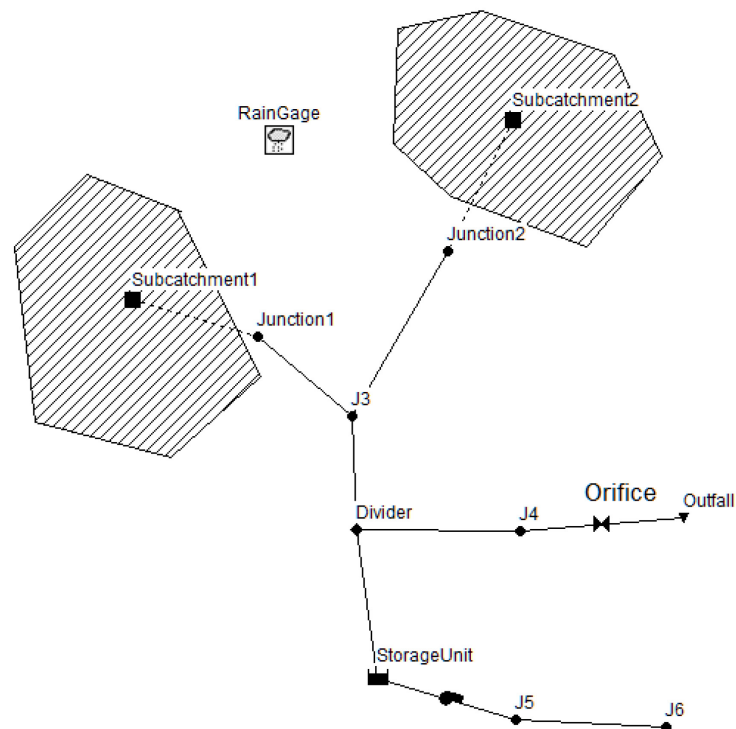 Subcatchment2
RainGage
Junction2
Subcatchment1
Junction1
J3
Orifice
Outfall
Divider
J4
StorageUnit
J5
J6